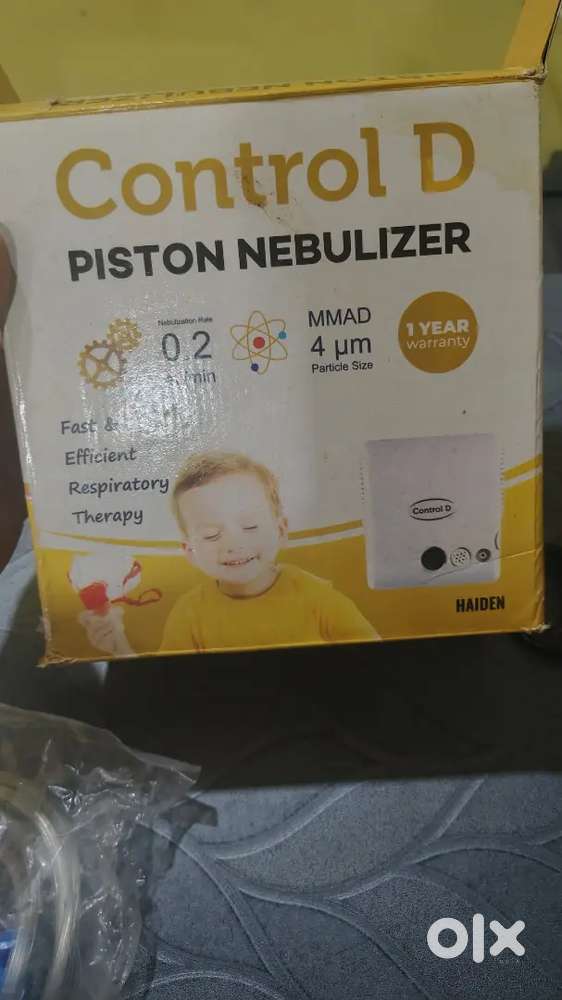 Control D
PISTON NEBULIZER
Nebulization Rate
0.2
/min
MMAD
4 µm
Particle Size
1 YEAR
warranty
Fast &
Efficient
Respiratory
Therapy
Control D
HAIDEN
olx